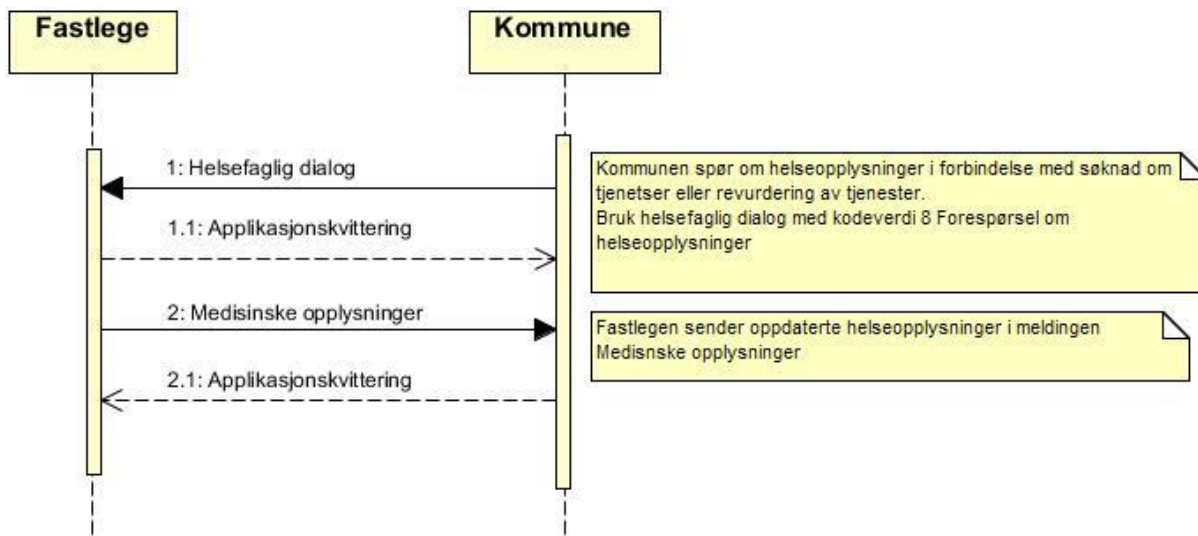 Fastlege
Kommune
1: Helsefaglig dialog
Kommunen spør om helseopplysninger i forbindelse med søknad om
tjenetser eller revurdering av tjenester.
Bruk helsefaglig dialog med kodeverdi 8 Forespørsel om
helseopplysninger
1.1: Applikasjonskvittering
2: Medisinske opplysninger
Fastlegen sender oppdaterte helseopplysninger i meldingen
Medisnske opplysninger
2.1: Applikasjonskvittering